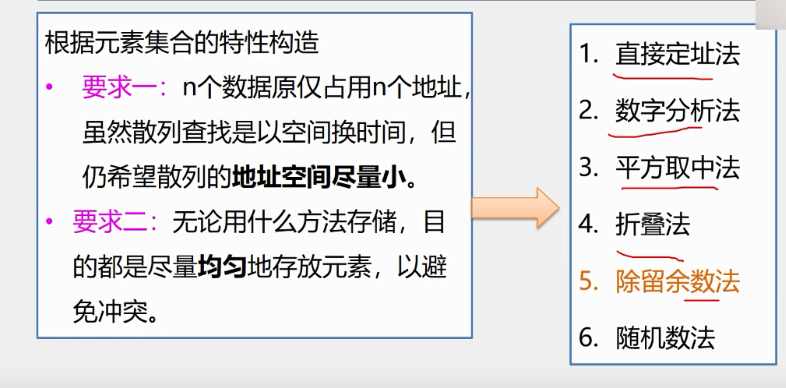 根据元素集合的特性构造
• 要求一：n个数据原仅占用n个地址，
虽然散列查找是以空间换时间，但
仍希望散列的地址空间尽量小。
• 要求二：无论用什么方法存储，目
的都是尽量均匀地存放元素，以避
免冲突。
1. 直接定址法
2. 数字分析法
3. 平方取中法
4. 折叠法
5. 除留余数法
6. 随机数法